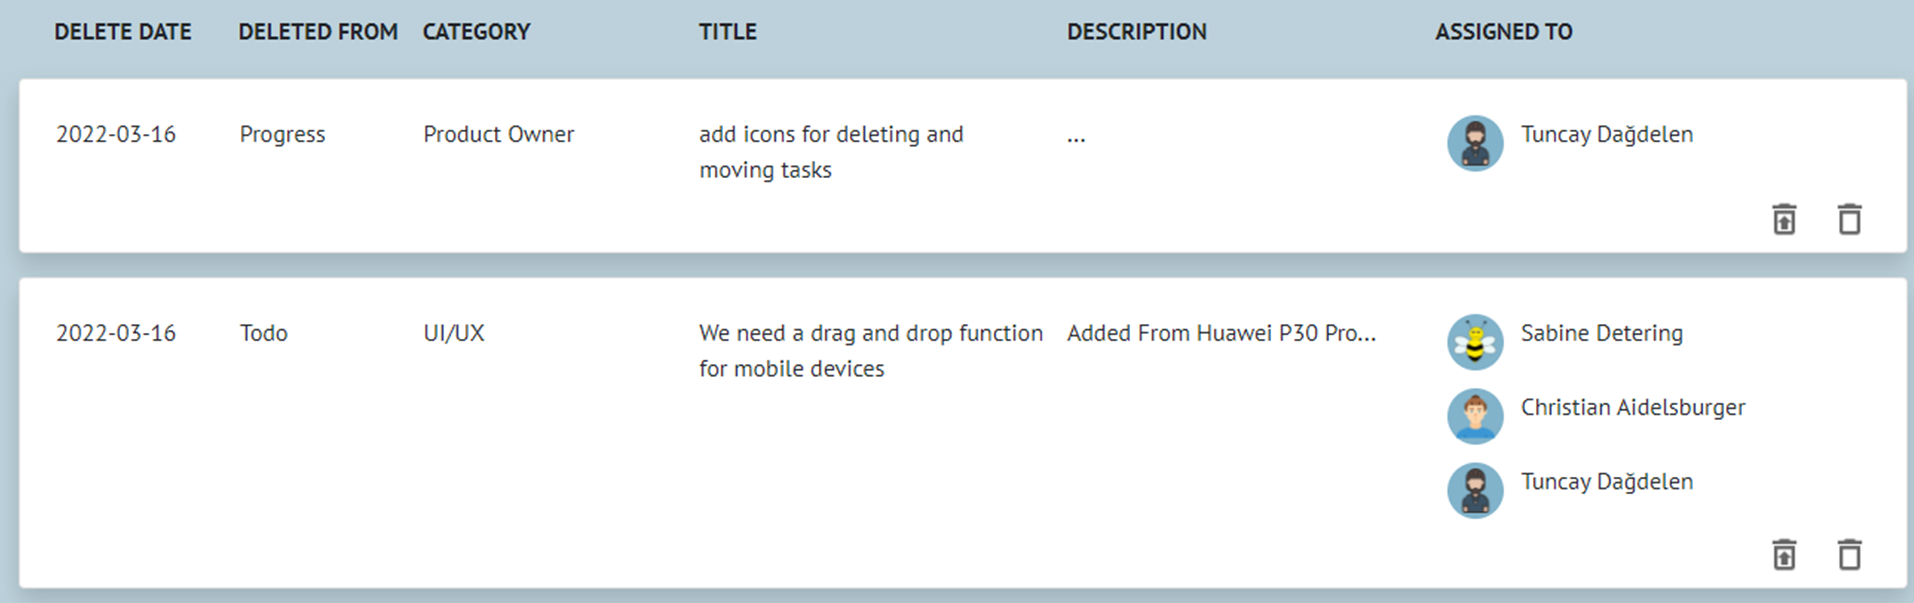 DELETE DATE DELETED FROM CATEGORY TITLE DESCRIPTION ASSIGNED TO
2022-03-16 Progress Product Owner add icons for deleting and ... Tuncay Dağdelen
moving tasks
2022-03-16 Todo UI/UX We need a drag and drop function Added From Huawei P30 Pro... Sabine Detering
for mobile devices
Christian Aidelsburger
Tuncay Dağdelen